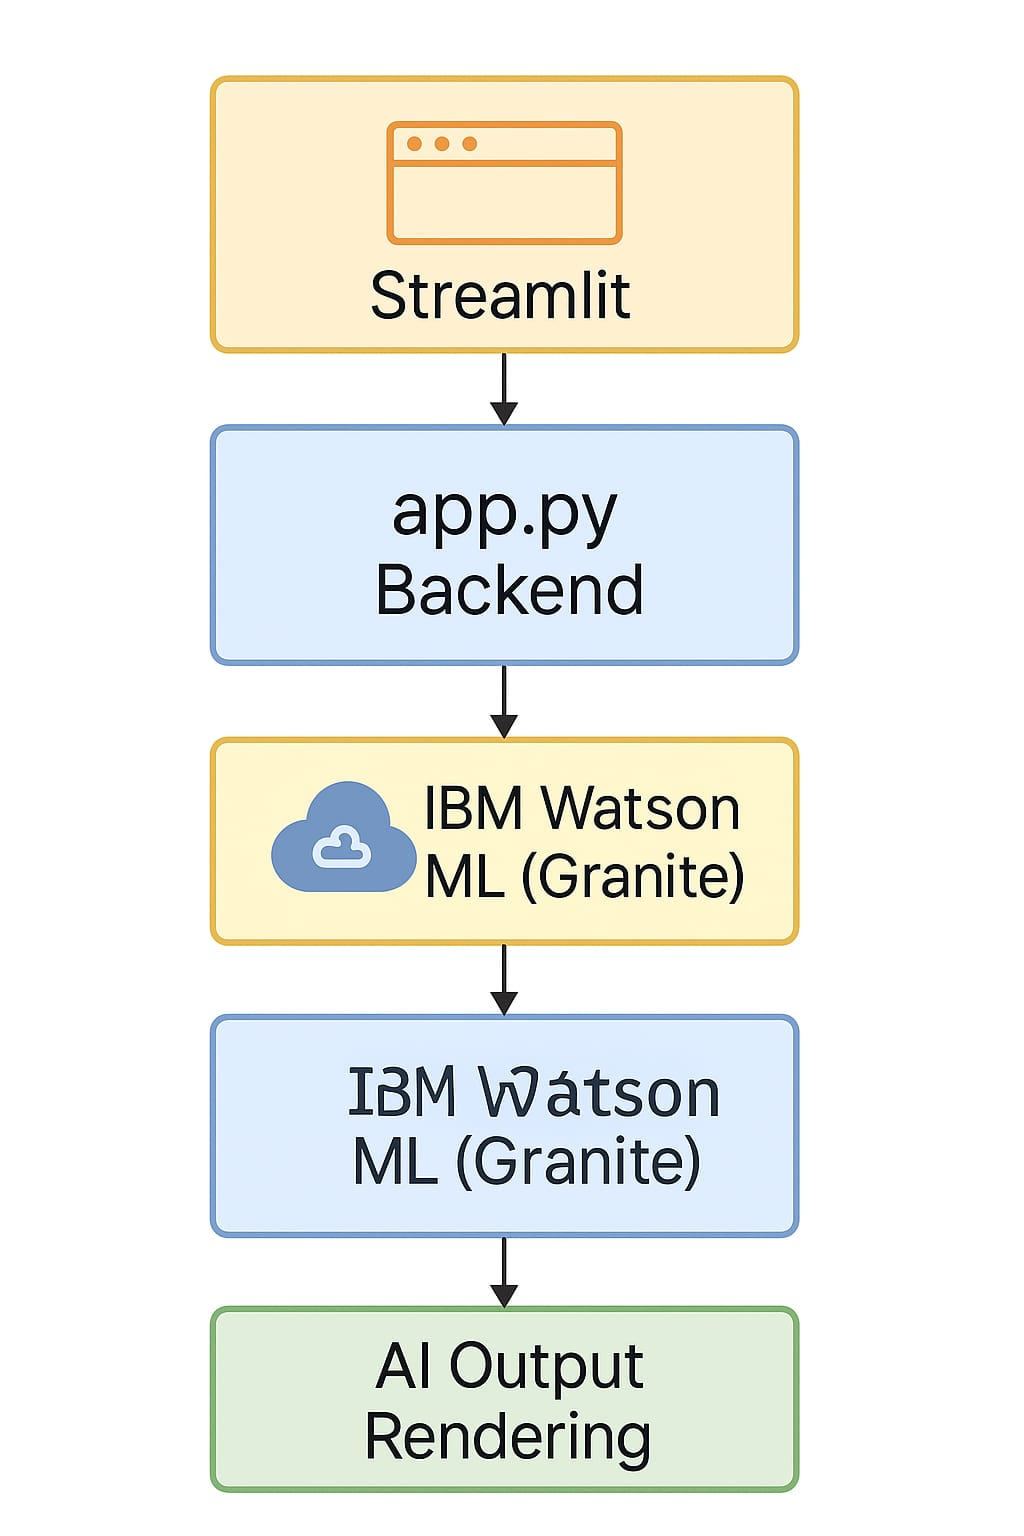 Streamlit
app.py
Backend
IBM Watson
ML (Granite)
IBM Watson
ML (Granite)
AI Output
Rendering